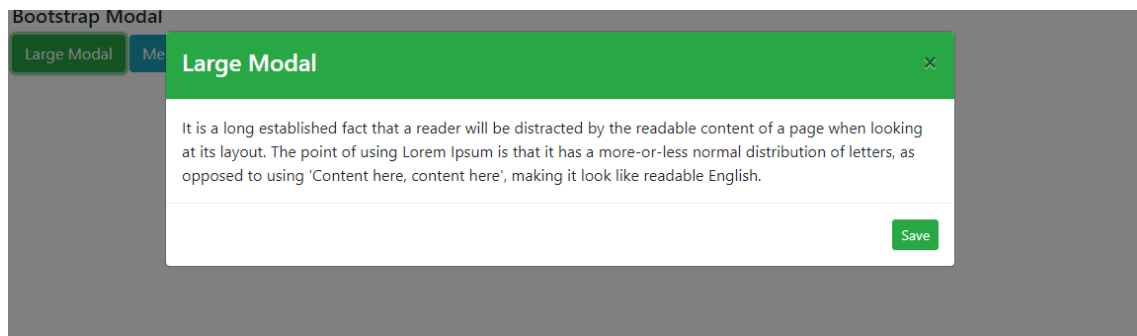 Bootstrap Modal
Large Modal
Me
Large Modal
×
It is a long established fact that a reader will be distracted by the readable content of a page when looking
at its layout. The point of using Lorem Ipsum is that it has a more-or-less normal distribution of letters, as
opposed to using 'Content here, content here', making it look like readable English.
Save